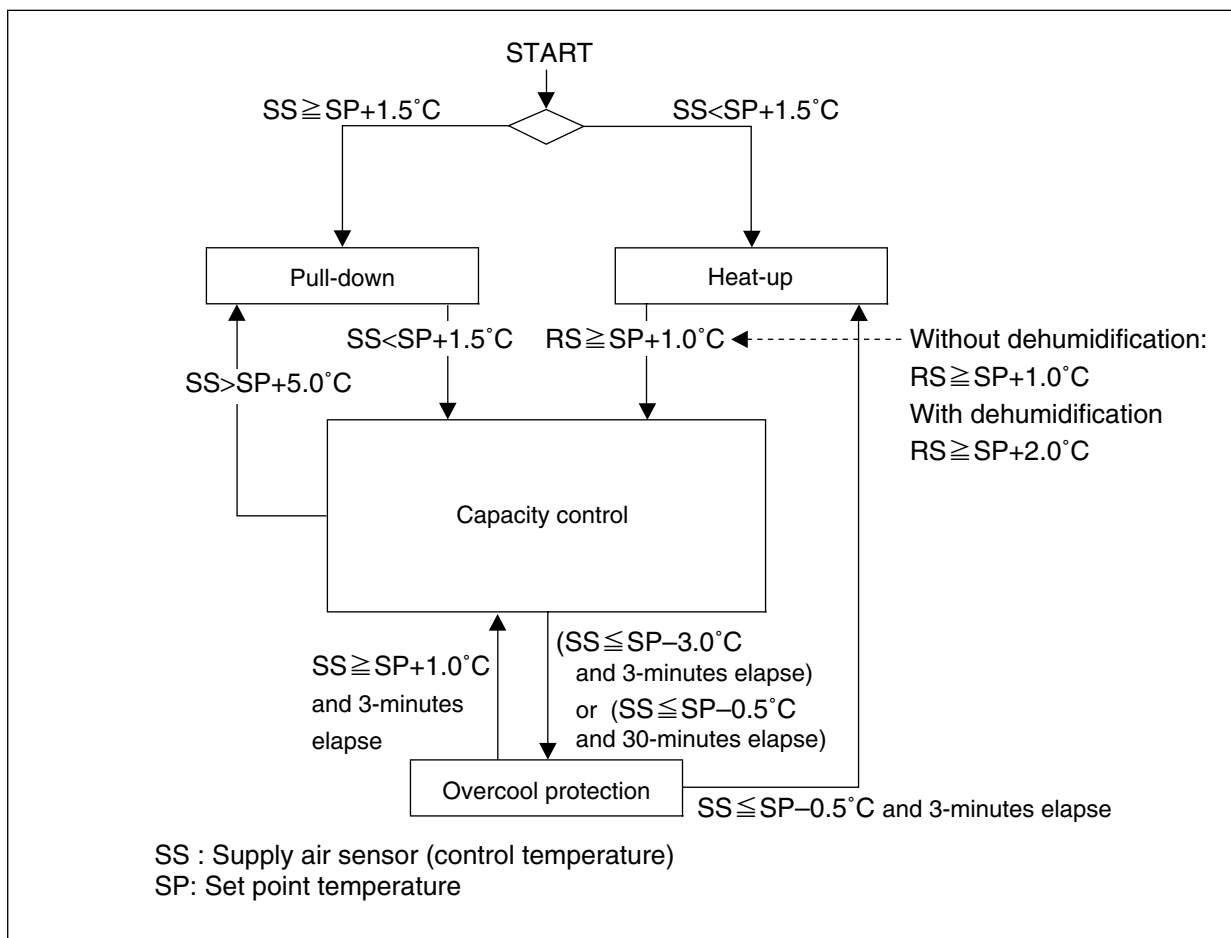 START
SS≧SP+1.5˚C
SS<SP+1.5˚C
Pull-down
Heat-up
SS<SP+1.5˚C
RS≧SP+1.0˚C
SS>SP+5.0˚C
Without dehumidification:
RS≧SP+1.0˚C
With dehumidification
RS≧SP+2.0˚C
Capacity control
SS≧SP+1.0˚C
and 3-minutes
elapse
(SS≦SP–3.0˚C
and 3-minutes elapse)
or (SS≦SP–0.5˚C
and 30-minutes elapse)
Overcool protection
SS≦SP–0.5˚C and 3-minutes elapse
SS : Supply air sensor (control temperature)
SP: Set point temperature